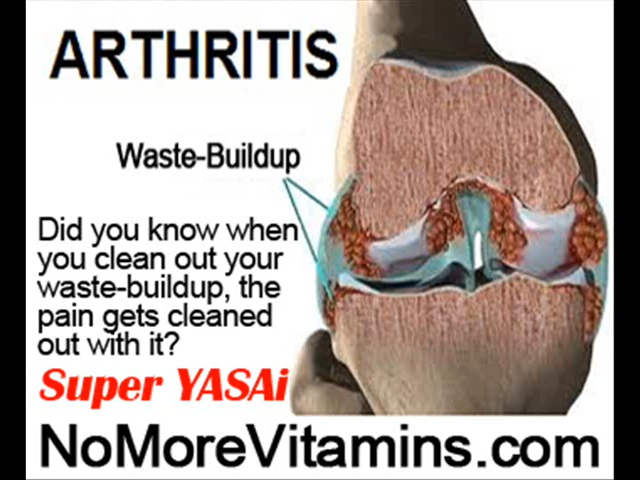 ARTHRITIS
Waste-Buildup
Did you know when
you clean out your
waste-buildup, the
pain gets cleaned
out with it?
Super YASAi
NoMoreVitamins.com